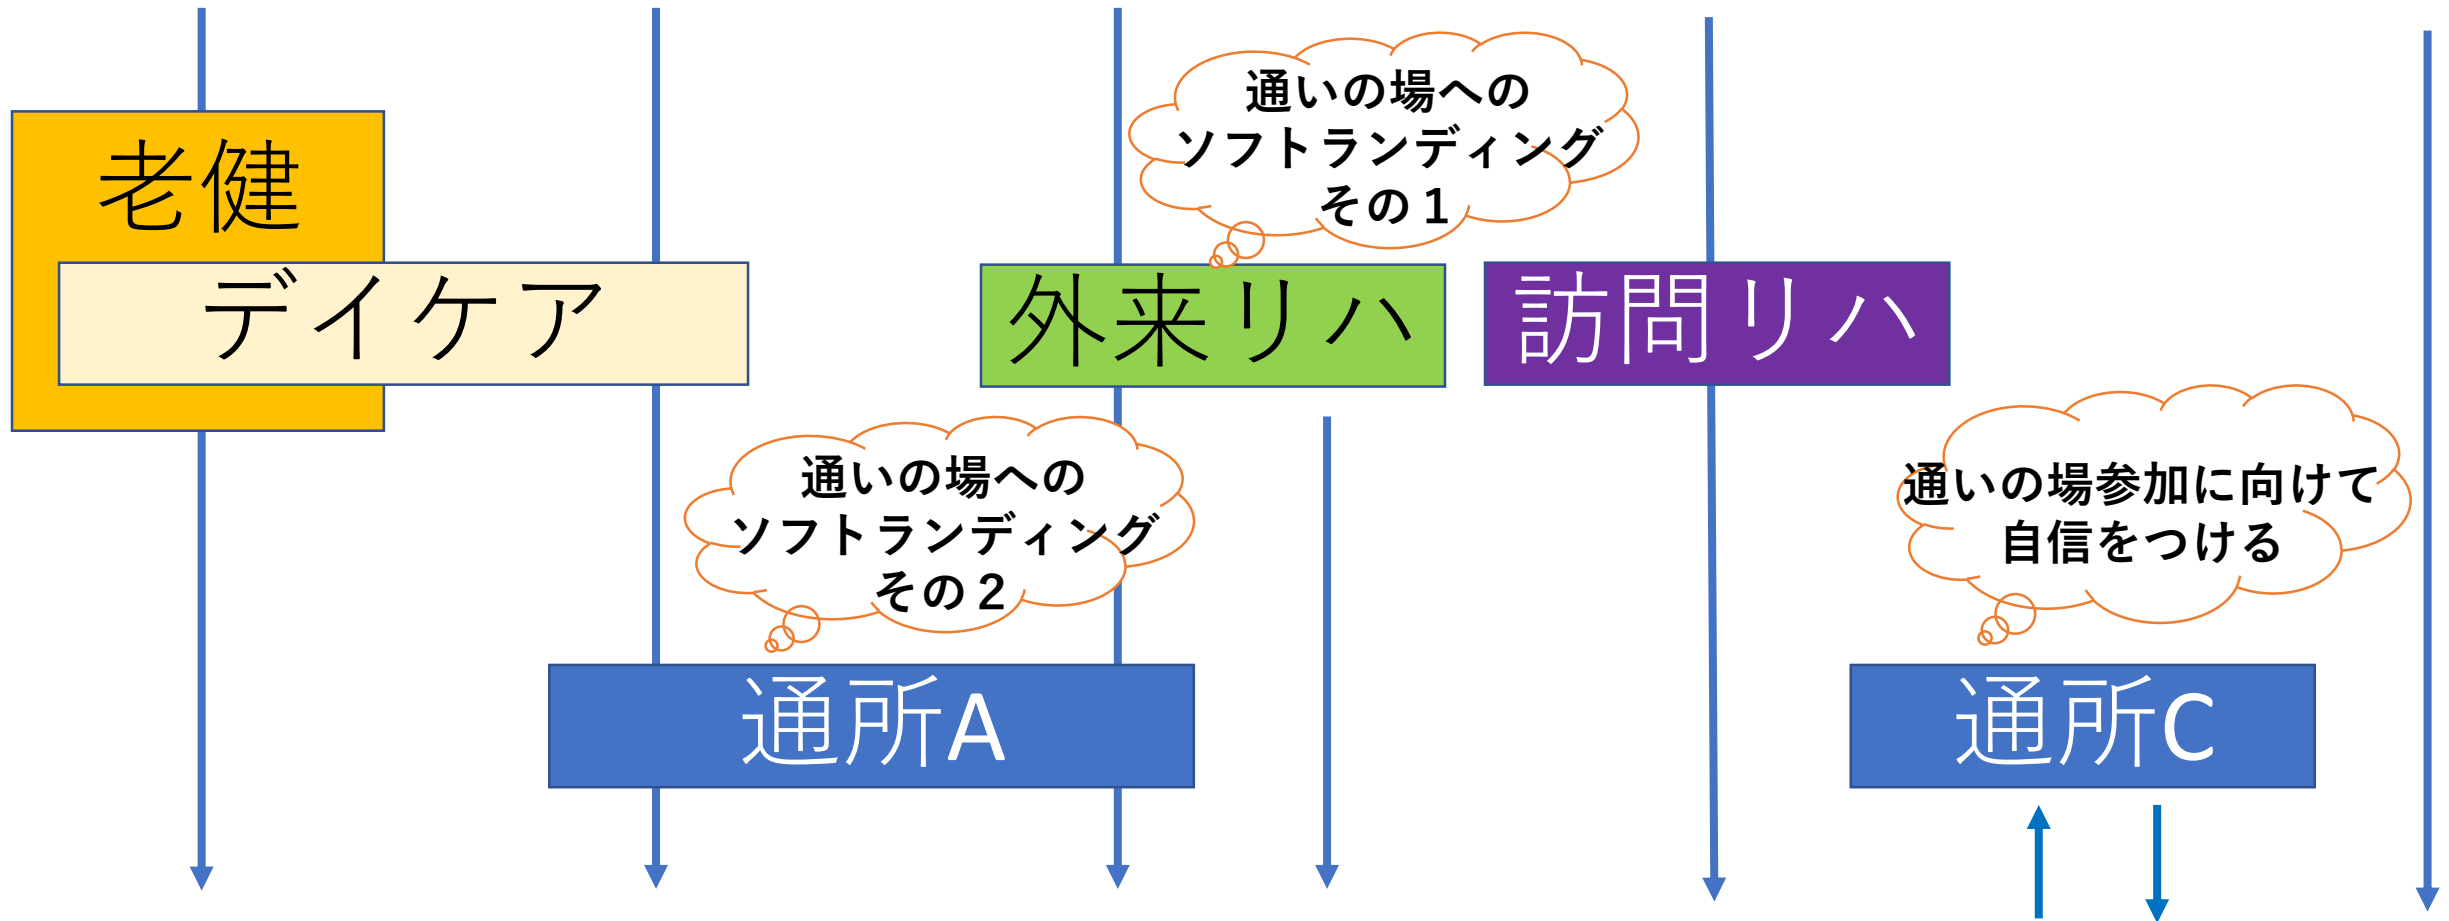 老健
デイケア
通いの場への
ソフトランディング
その１
外来リハ
訪問リハ
通いの場への
ソフトランディング
その２
通所A
通いの場参加に向けて
自信をつける
通所C